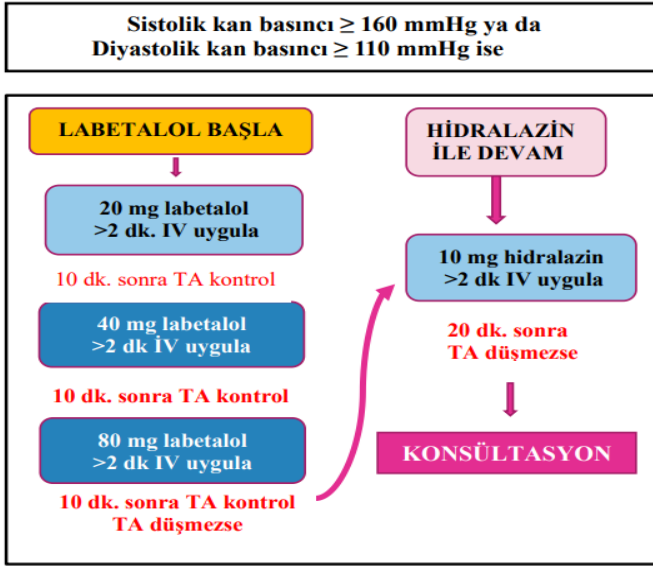 Sistolik kan basıncı ≥ 160 mmHg ya da
Diyastolik kan basıncı ≥ 110 mmHg ise
LABETALOL BAŞLA
20 mg labetalol
>2 dk. IV uygula
10 dk. sonra TA kontrol
40 mg labetalol
>2 dk İV uygula
10 dk. sonra TA kontrol
80 mg labetalol
>2 dk IV uygula
10 dk. sonra TA kontrol
TA düşmezse
HİDRALAZİN
İLE DEVAM
10 mg hidralazin
>2 dk IV uygula
20 dk. sonra
TA düşmezse
KONSÜLTASYON